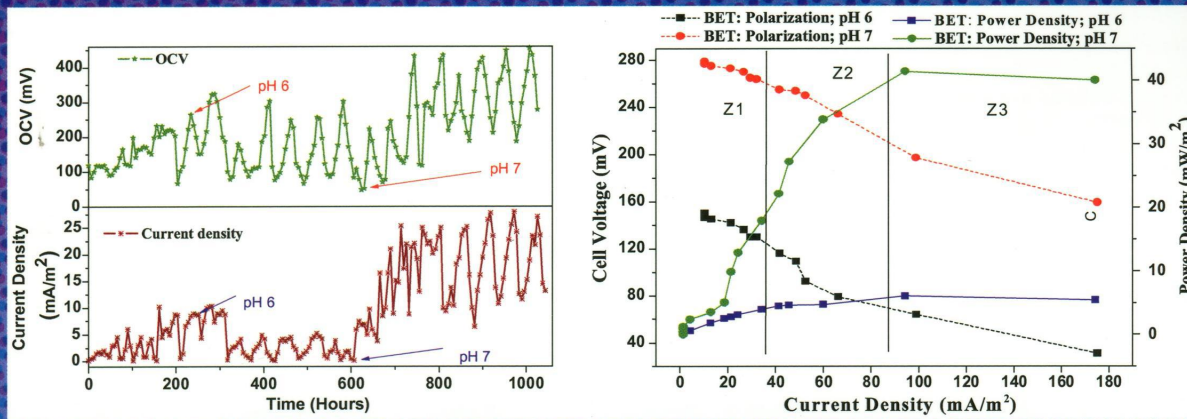 OCV
pH 6
pH 7
OCV (mV)
400
300
200
100
0
Current density
pH 6
pH 7
Current Density
(mA/m²)
25
20
15
10
5
0
0
200
400
600
800
1000
Time (Hours)
BET: Polarization; pH 6
BET: Power Density; pH 6
BET: Polarization; pH 7
BET: Power Density; pH 7
Z1
Z2
Z3
C
Cell Voltage (mV)
280
240
200
160
120
80
40
0
0
20
40
60
80
100
120
140
160
180
Current Density (mA/m²)
40
30
20
10
0
Power Density (mW/m²)